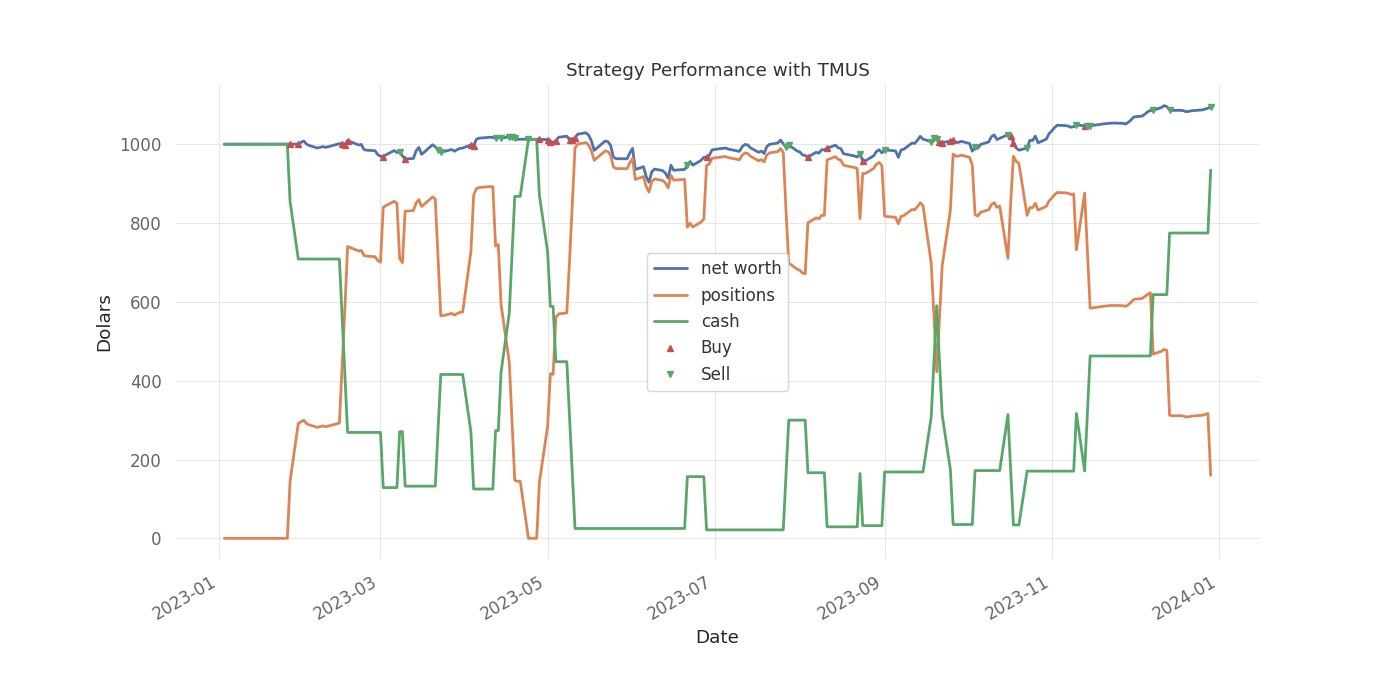 Strategy Performance with TMUS
1000
800
600
400
200
0
Dolars
net worth
positions
cash
Buy
Sell
2023-01
2023-03
2023-05
2023-07
2023-09
2023-11
2024-01
Date